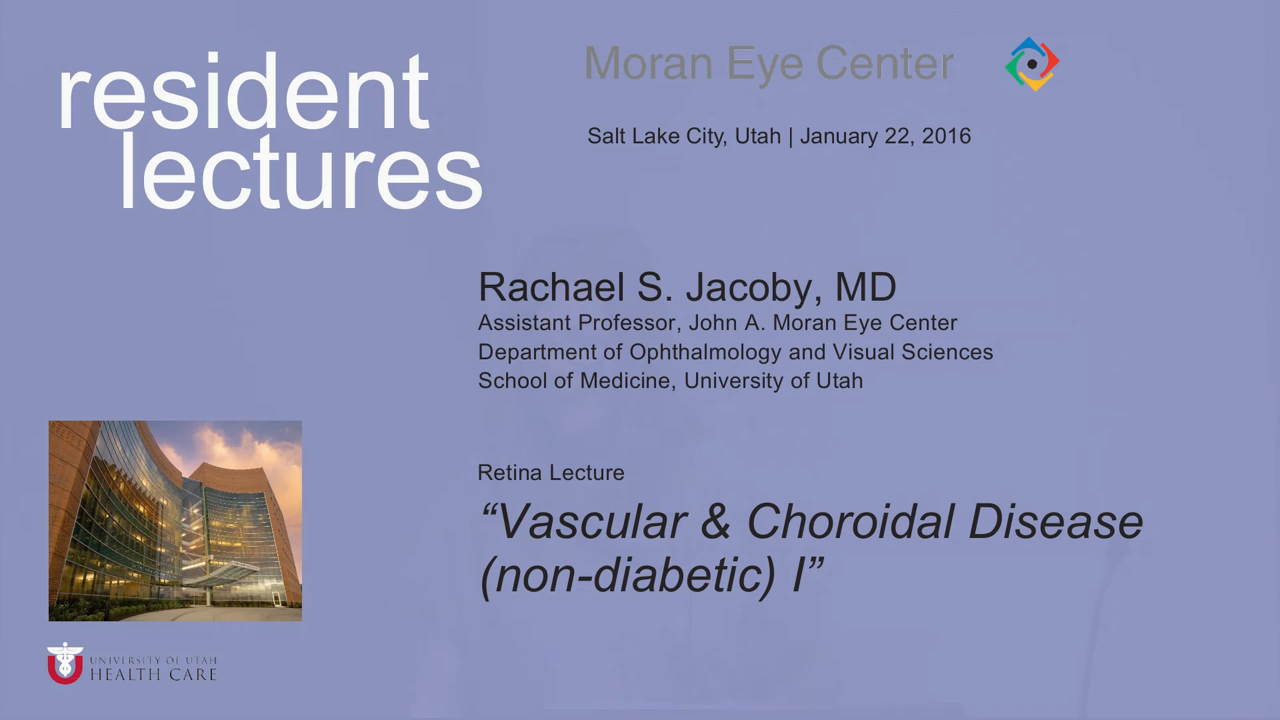 resident
lectures
Moran Eye Center
Salt Lake City, Utah | January 22, 2016
Rachael S. Jacoby, MD
Assistant Professor, John A. Moran Eye Center
Department of Ophthalmology and Visual Sciences
School of Medicine, University of Utah
Retina Lecture
“Vascular & Choroidal Disease
(non-diabetic) I”
UNIVERSITY OF UTAH
HEALTH CARE